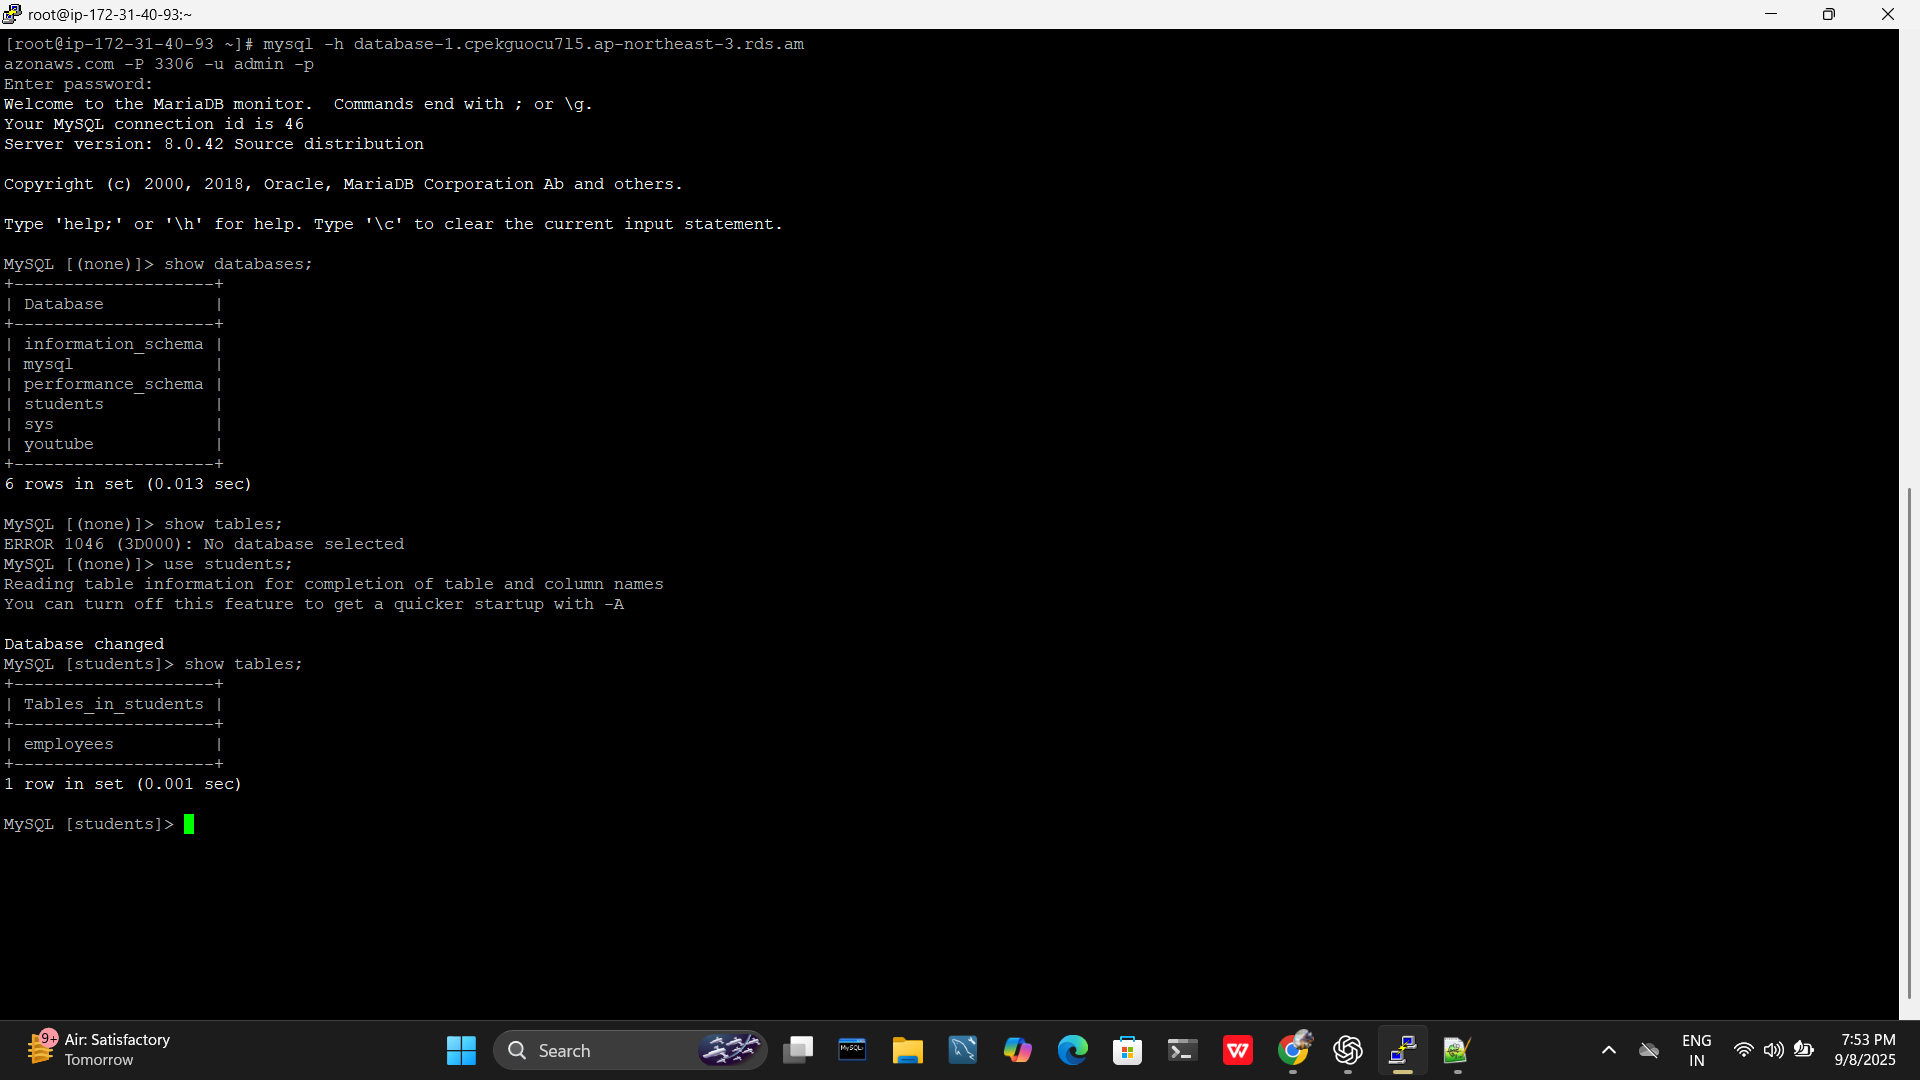 root@ip-172-31-40-93:~
[root@ip-172-31-40-93 ~]# mysql -h database-1.cpekguocu7l5.ap-northeast-3.rds.am
azonaws.com -P 3306 -u admin -p
Enter password:
Welcome to the MariaDB monitor.  Commands end with ; or \g.
Your MySQL connection id is 46
Server version: 8.0.42 Source distribution

Copyright (c) 2000, 2018, Oracle, MariaDB Corporation Ab and others.

Type 'help;' or '\h' for help. Type '\c' to clear the current input statement.

MySQL [(none)]> show databases;
+--------------------+
| Database           |
+--------------------+
| information_schema |
| mysql              |
| performance_schema |
| students           |
| sys                |
| youtube            |
+--------------------+
6 rows in set (0.013 sec)

MySQL [(none)]> show tables;
ERROR 1046 (3D000): No database selected
MySQL [(none)]> use students;
Reading table information for completion of table and column names
You can turn off this feature to get a quicker startup with -A

Database changed
MySQL [students]> show tables;
+--------------------+
| Tables_in_students |
+--------------------+
| employees          |
+--------------------+
1 row in set (0.001 sec)

MySQL [students]>
9+
Air: Satisfactory
Tomorrow
Search
MySQL
W
ENG
IN
7:53 PM
9/8/2025